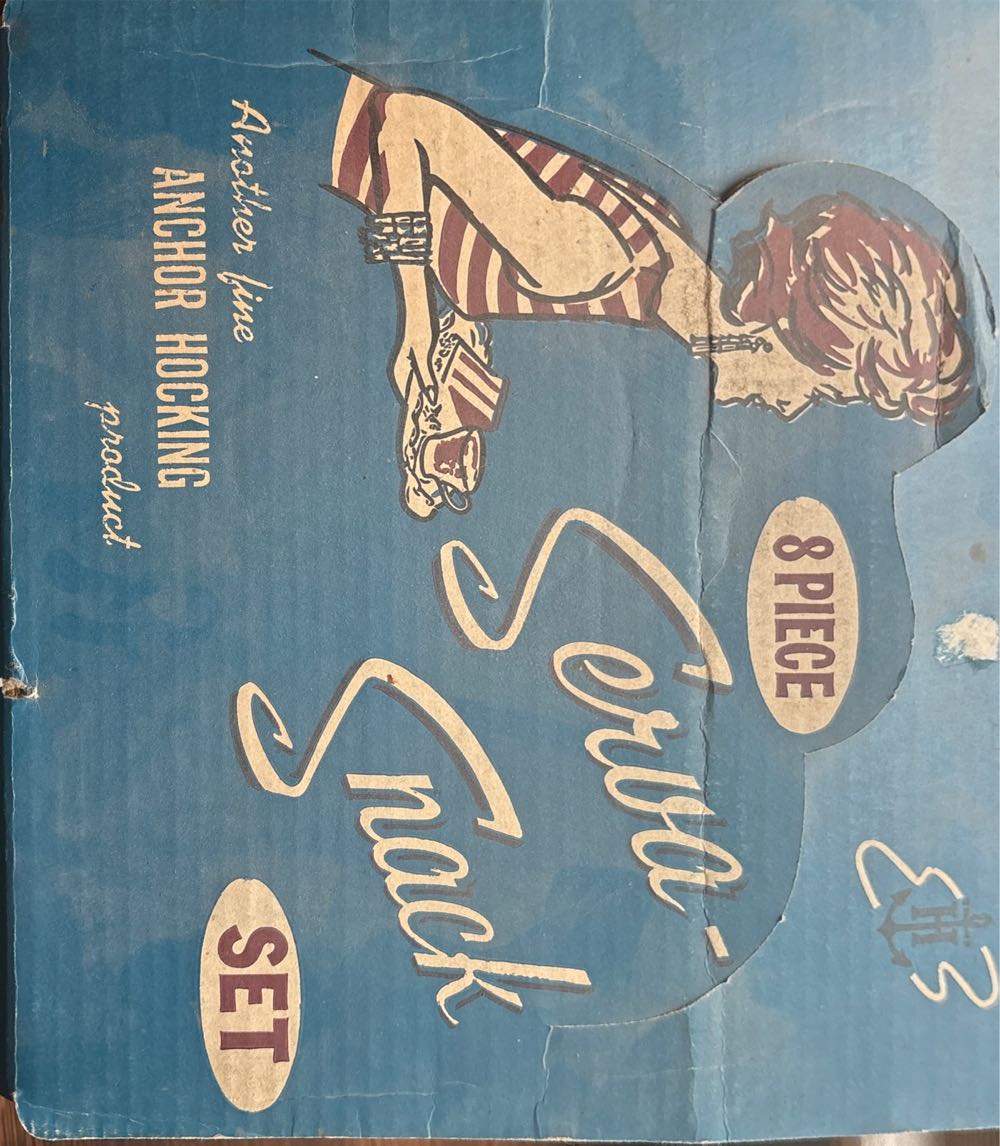 H
8 PIECE
Serva-
Snack
SET
Another fine
ANCHOR HOCKING
product